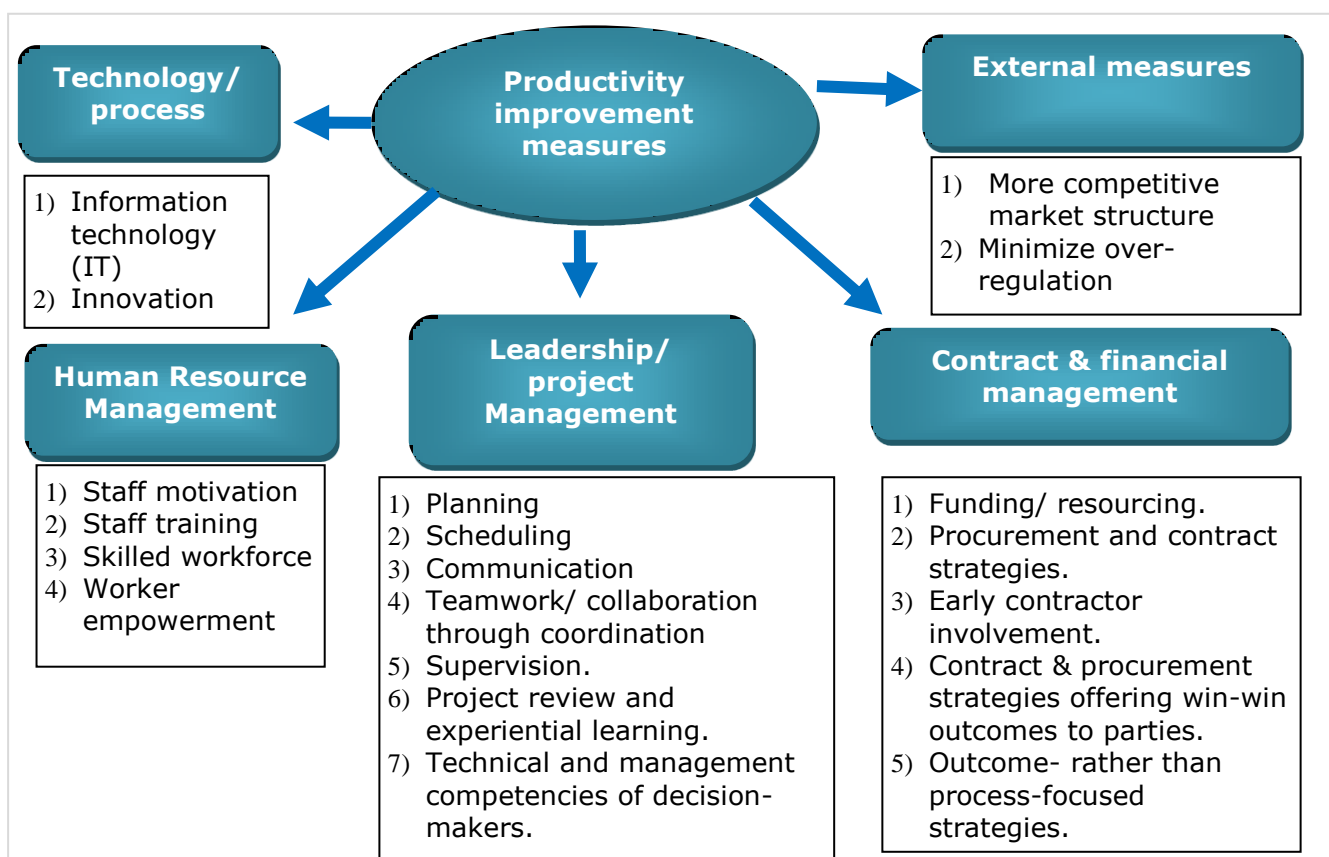 Productivity
improvement
measures
Technology/
process
1) Information
technology
(IT)
2) Innovation
External measures
1) More competitive
market structure
2) Minimize over-
regulation
Human Resource
Management
1) Staff motivation
2) Staff training
3) Skilled workforce
4) Worker
empowerment
Leadership/
project
Management
1) Planning
2) Scheduling
3) Communication
4) Teamwork/ collaboration
through coordination
5) Supervision.
6) Project review and
experiential learning.
7) Technical and management
competencies of decision-
makers.
Contract & financial
management
1) Funding/ resourcing.
2) Procurement and contract
strategies.
3) Early contractor
involvement.
4) Contract & procurement
strategies offering win-win
outcomes to parties.
5) Outcome- rather than
process-focused
strategies.